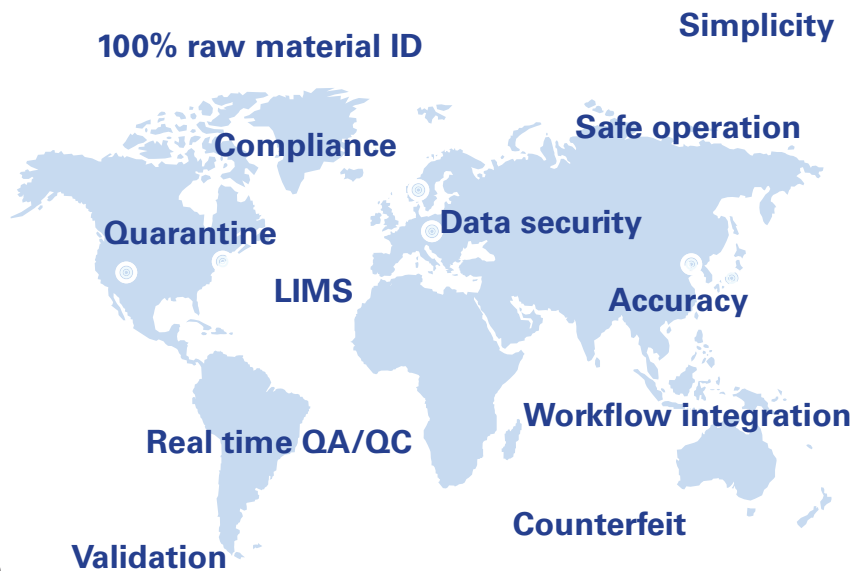 Simplicity
100% raw material ID
Safe operation
Compliance
Data security
Quarantine
LIMS
Accuracy
Workflow integration
Real time QA/QC
Counterfeit
Validation